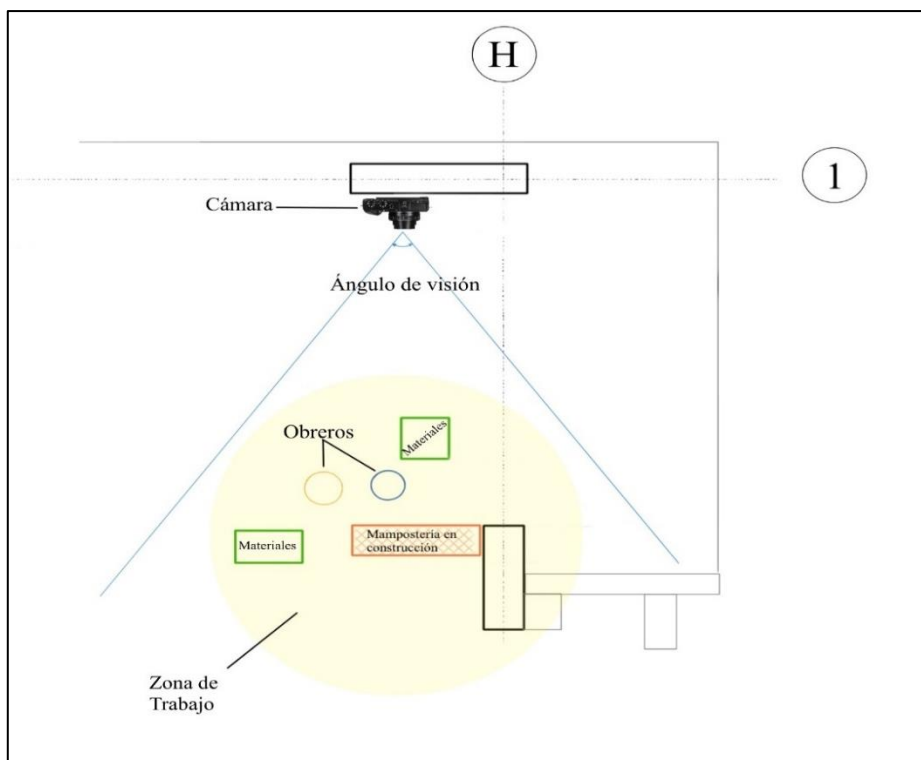 H
1
Cámara
Ángulo de visión
Obreros
Materiales
Materiales
Mampostería en
construcción
Zona de
Trabajo